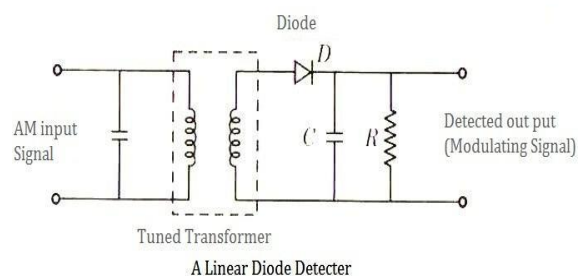 Diode
D
AM input
Signal
C
R
Detected out put
(Modulating Signal)
Tuned Transformer
A Linear Diode Detecter